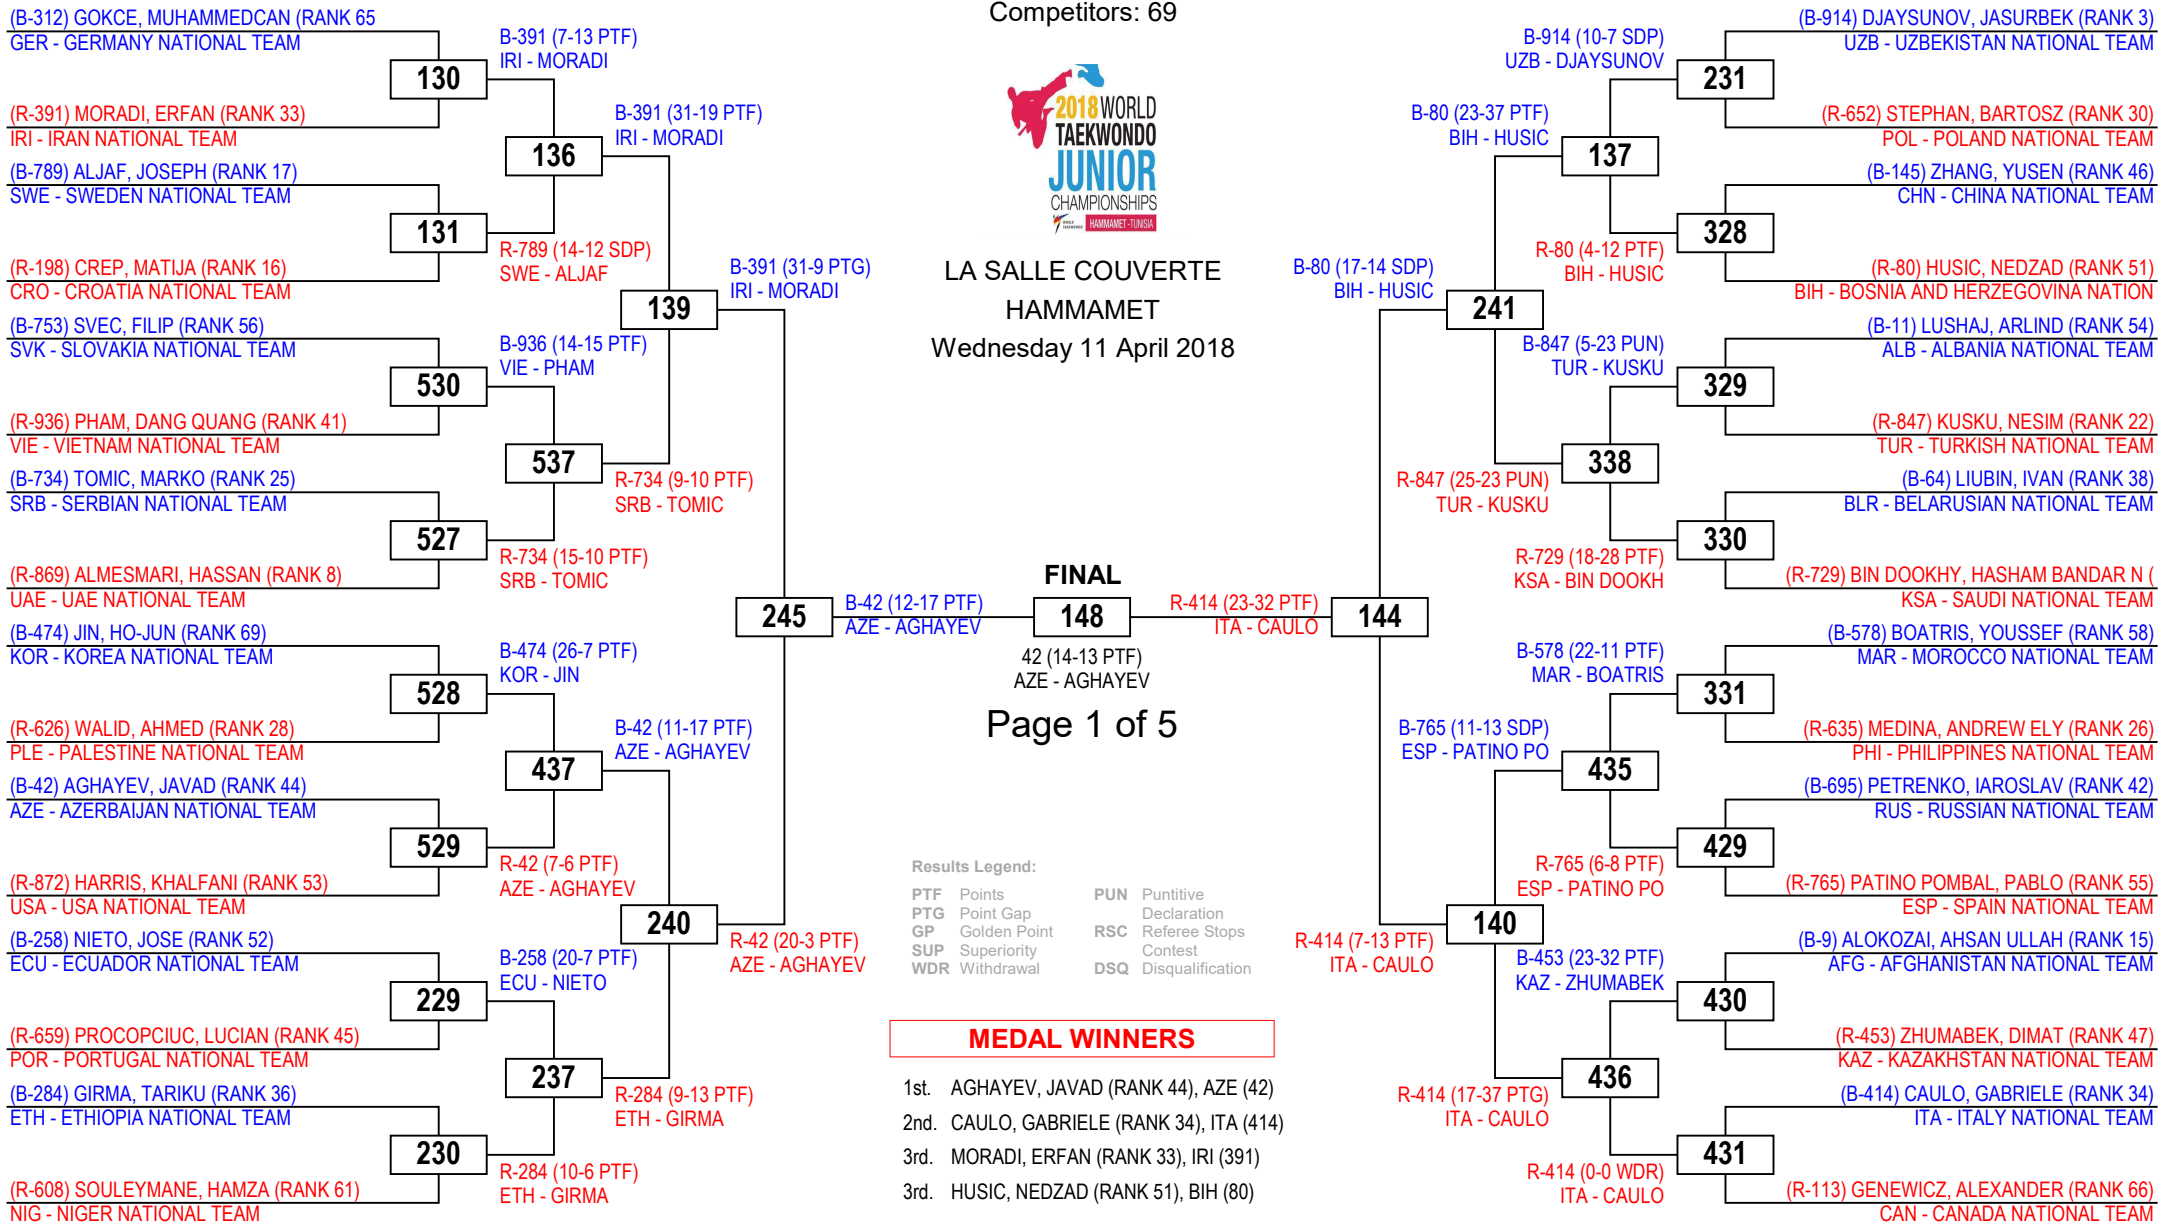 Competitors: 69
2018 WORLD
TAEKWONDO
JUNIOR
CHAMPIONSHIPS
HAMMAMET - TUNISIA
LA SALLE COUVERTE
HAMMAMET
Wednesday 11 April 2018
(B-312) GOKCE, MUHAMMEDCAN (RANK 65
GER - GERMANY NATIONAL TEAM
130
(R-391) MORADI, ERFAN (RANK 33)
IRI - IRAN NATIONAL TEAM
(B-789) ALJAF, JOSEPH (RANK 17)
SWE - SWEDEN NATIONAL TEAM
131
(R-198) CREP, MATIJA (RANK 16)
CRO - CROATIA NATIONAL TEAM
(B-753) SVEC, FILIP (RANK 56)
SVK - SLOVAKIA NATIONAL TEAM
530
(R-936) PHAM, DANG QUANG (RANK 41)
VIE - VIETNAM NATIONAL TEAM
(B-734) TOMIC, MARKO (RANK 25)
SRB - SERBIAN NATIONAL TEAM
527
(R-869) ALMESMARI, HASSAN (RANK 8)
UAE - UAE NATIONAL TEAM
(B-474) JIN, HO-JUN (RANK 69)
KOR - KOREA NATIONAL TEAM
528
(R-626) WALID, AHMED (RANK 28)
PLE - PALESTINE NATIONAL TEAM
(B-42) AGHAYEV, JAVAD (RANK 44)
AZE - AZERBAIJAN NATIONAL TEAM
529
(R-872) HARRIS, KHALFANI (RANK 53)
USA - USA NATIONAL TEAM
(B-258) NIETO, JOSE (RANK 52)
ECU - ECUADOR NATIONAL TEAM
229
(R-659) PROCOPCIUC, LUCIAN (RANK 45)
POR - PORTUGAL NATIONAL TEAM
(B-284) GIRMA, TARIKU (RANK 36)
ETH - ETHIOPIA NATIONAL TEAM
230
(R-608) SOULEYMANE, HAMZA (RANK 61)
NIG - NIGER NATIONAL TEAM
B-391 (7-13 PTF)
IRI - MORADI
136
R-789 (14-12 SDP)
SWE - ALJAF
B-936 (14-15 PTF)
VIE - PHAM
537
R-734 (15-10 PTF)
SRB - TOMIC
B-474 (26-7 PTF)
KOR - JIN
437
R-42 (7-6 PTF)
AZE - AGHAYEV
B-258 (20-7 PTF)
ECU - NIETO
237
R-284 (10-6 PTF)
ETH - GIRMA
B-391 (31-19 PTF)
IRI - MORADI
139
R-734 (9-10 PTF)
SRB - TOMIC
B-42 (11-17 PTF)
AZE - AGHAYEV
240
R-284 (9-13 PTF)
ETH - GIRMA
B-391 (31-9 PTG)
IRI - MORADI
245
R-42 (20-3 PTF)
AZE - AGHAYEV
B-42 (12-17 PTF)
AZE - AGHAYEV
FINAL
148
42 (14-13 PTF)
AZE - AGHAYEV
Page 1 of 5
R-414 (23-32 PTF)
ITA - CAULO
144
B-80 (17-14 SDP)
BIH - HUSIC
R-414 (7-13 PTF)
ITA - CAULO
B-80 (23-37 PTF)
BIH - HUSIC
241
R-847 (25-23 PUN)
TUR - KUSKU
B-765 (11-13 SDP)
ESP - PATINO PO
140
R-414 (17-37 PTG)
ITA - CAULO
B-914 (10-7 SDP)
UZB - DJAYSUNOV
137
R-80 (4-12 PTF)
BIH - HUSIC
B-847 (5-23 PUN)
TUR - KUSKU
338
R-729 (18-28 PTF)
KSA - BIN DOOKH
B-578 (22-11 PTF)
MAR - BOATRIS
435
R-765 (6-8 PTF)
ESP - PATINO PO
B-453 (23-32 PTF)
KAZ - ZHUMABEK
436
R-414 (0-0 WDR)
ITA - CAULO
(B-914) DJAYSUNOV, JASURBEK (RANK 3)
UZB - UZBEKISTAN NATIONAL TEAM
231
(R-652) STEPHAN, BARTOSZ (RANK 30)
POL - POLAND NATIONAL TEAM
(B-145) ZHANG, YUSEN (RANK 46)
CHN - CHINA NATIONAL TEAM
328
(R-80) HUSIC, NEDZAD (RANK 51)
BIH - BOSNIA AND HERZEGOVINA NATION
(B-11) LUSHAJ, ARLIND (RANK 54)
ALB - ALBANIA NATIONAL TEAM
329
(R-847) KUSKU, NESIM (RANK 22)
TUR - TURKISH NATIONAL TEAM
(B-64) LIUBIN, IVAN (RANK 38)
BLR - BELARUSIAN NATIONAL TEAM
330
(R-729) BIN DOOKHY, HASHAM BANDAR N (
KSA - SAUDI NATIONAL TEAM
(B-578) BOATRIS, YOUSSEF (RANK 58)
MAR - MOROCCO NATIONAL TEAM
331
(R-635) MEDINA, ANDREW ELY (RANK 26)
PHI - PHILIPPINES NATIONAL TEAM
(B-695) PETRENKO, IAROSLAV (RANK 42)
RUS - RUSSIAN NATIONAL TEAM
429
(R-765) PATINO POMBAL, PABLO (RANK 55)
ESP - SPAIN NATIONAL TEAM
(B-9) ALOKOZAI, AHSAN ULLAH (RANK 15)
AFG - AFGHANISTAN NATIONAL TEAM
430
(R-453) ZHUMABEK, DIMAT (RANK 47)
KAZ - KAZAKHSTAN NATIONAL TEAM
(B-414) CAULO, GABRIELE (RANK 34)
ITA - ITALY NATIONAL TEAM
431
(R-113) GENEWICZ, ALEXANDER (RANK 66)
CAN - CANADA NATIONAL TEAM
Results Legend:
PTF Points
PTG Point Gap
GP Golden Point
SUP Superiority
WDR Withdrawal
PUN Puntitive
Declaration
RSC Referee Stops
Contest
DSQ Disqualification
MEDAL WINNERS
1st. AGHAYEV, JAVAD (RANK 44), AZE (42)
2nd. CAULO, GABRIELE (RANK 34), ITA (414)
3rd. MORADI, ERFAN (RANK 33), IRI (391)
3rd. HUSIC, NEDZAD (RANK 51), BIH (80)